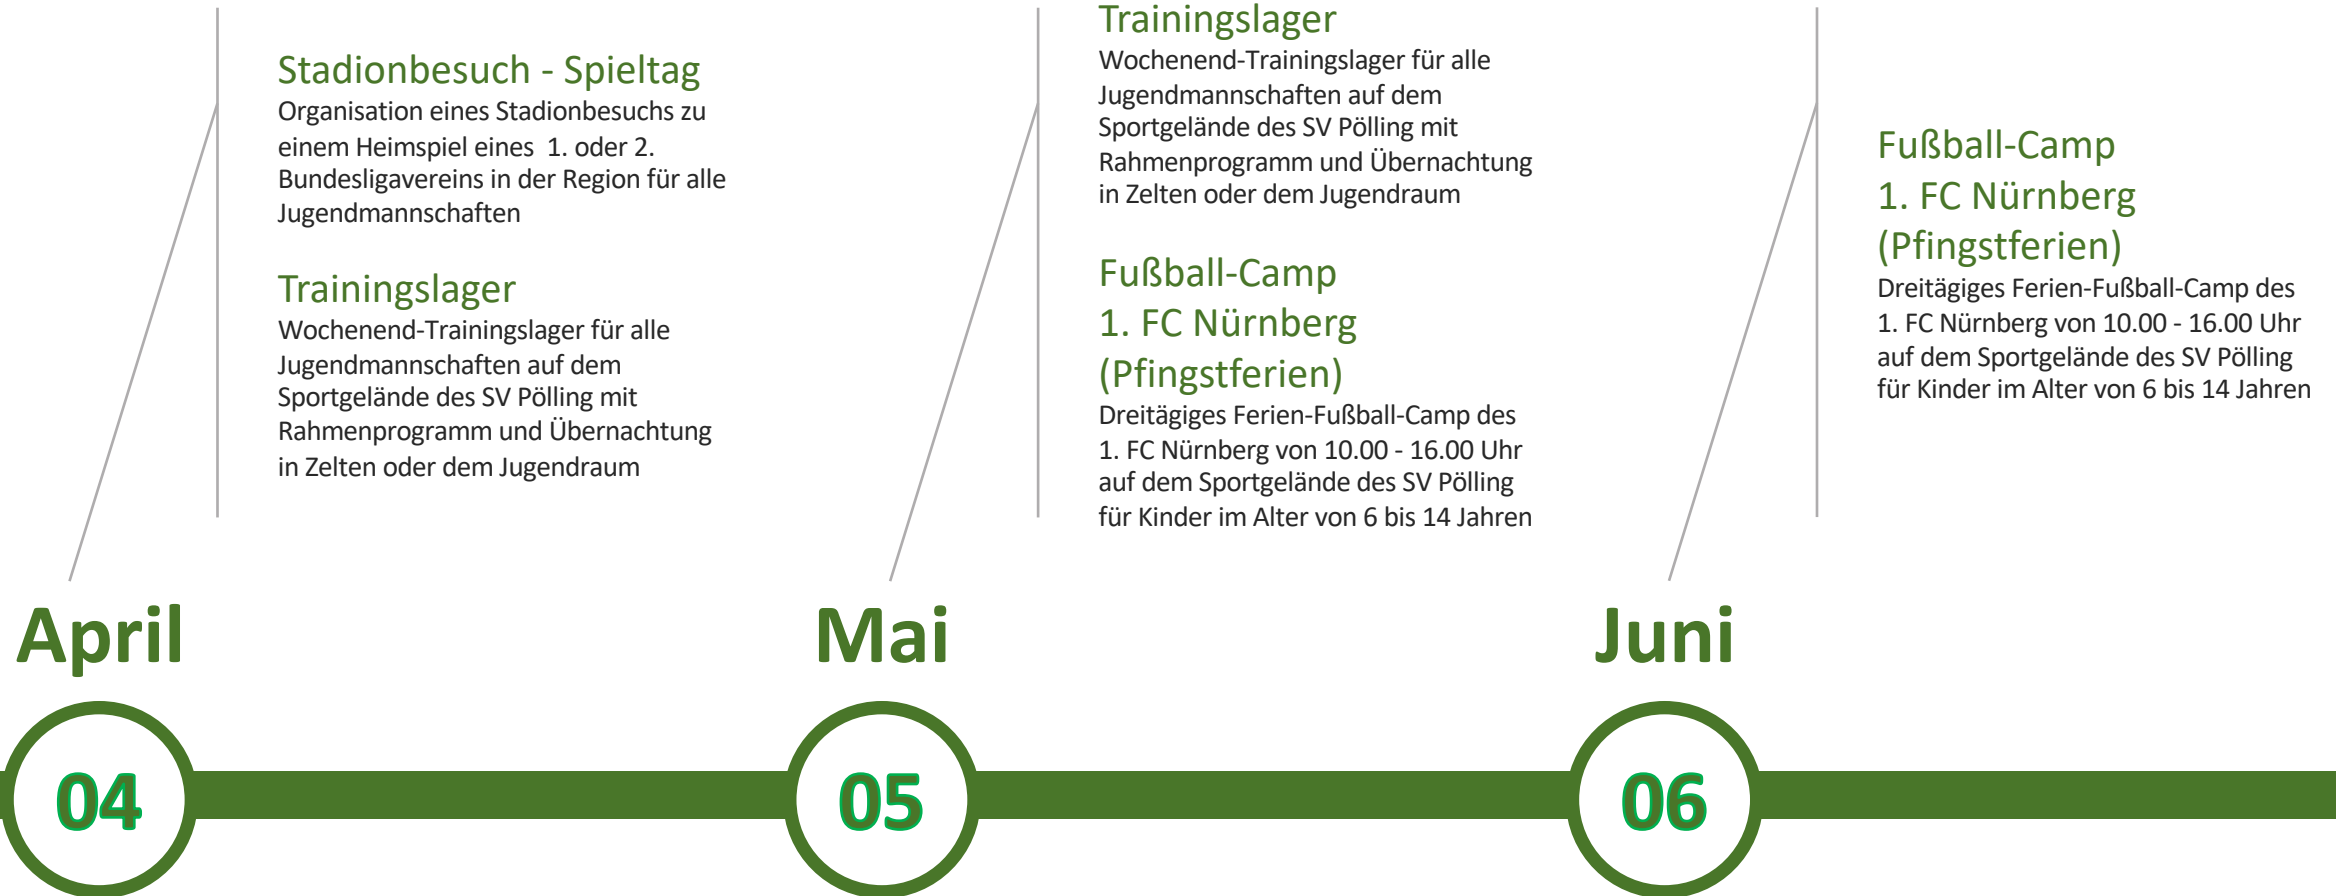 Stadionbesuch - Spieltag
Organisation eines Stadionbesuchs zu
einem Heimspiel eines  1. oder 2.
Bundesligavereins in der Region für alle
Jugendmannschaften
Trainingslager
Wochenend-Trainingslager für alle
Jugendmannschaften auf dem
Sportgelände des SV Pölling mit
Rahmenprogramm und Übernachtung
in Zelten oder dem Jugendraum
April
04
Trainingslager
Wochenend-Trainingslager für alle
Jugendmannschaften auf dem
Sportgelände des SV Pölling mit
Rahmenprogramm und Übernachtung
in Zelten oder dem Jugendraum
Fußball-Camp
1. FC Nürnberg
(Pfingstferien)
Dreitägiges Ferien-Fußball-Camp des
1. FC Nürnberg von 10.00 - 16.00 Uhr
auf dem Sportgelände des SV Pölling
für Kinder im Alter von 6 bis 14 Jahren
Mai
05
Fußball-Camp
1. FC Nürnberg
(Pfingstferien)
Dreitägiges Ferien-Fußball-Camp des
1. FC Nürnberg von 10.00 - 16.00 Uhr
auf dem Sportgelände des SV Pölling
für Kinder im Alter von 6 bis 14 Jahren
Juni
06